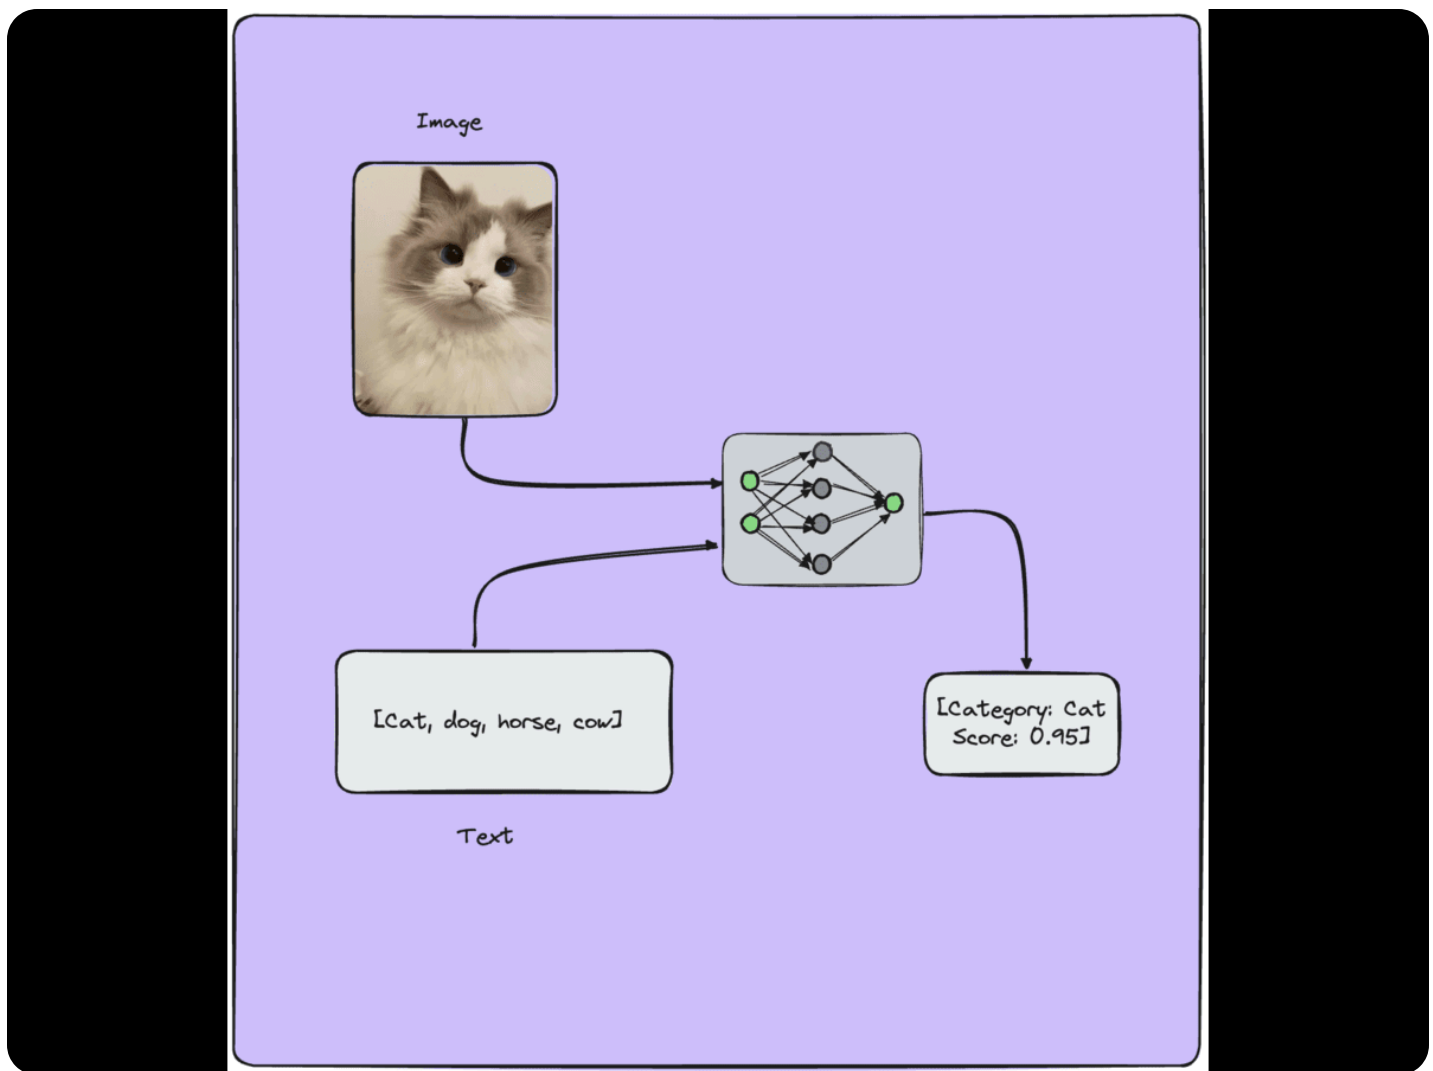 Image
[Cat, dog, horse, cow]
Text
[Category: Cat
Score: 0.95]